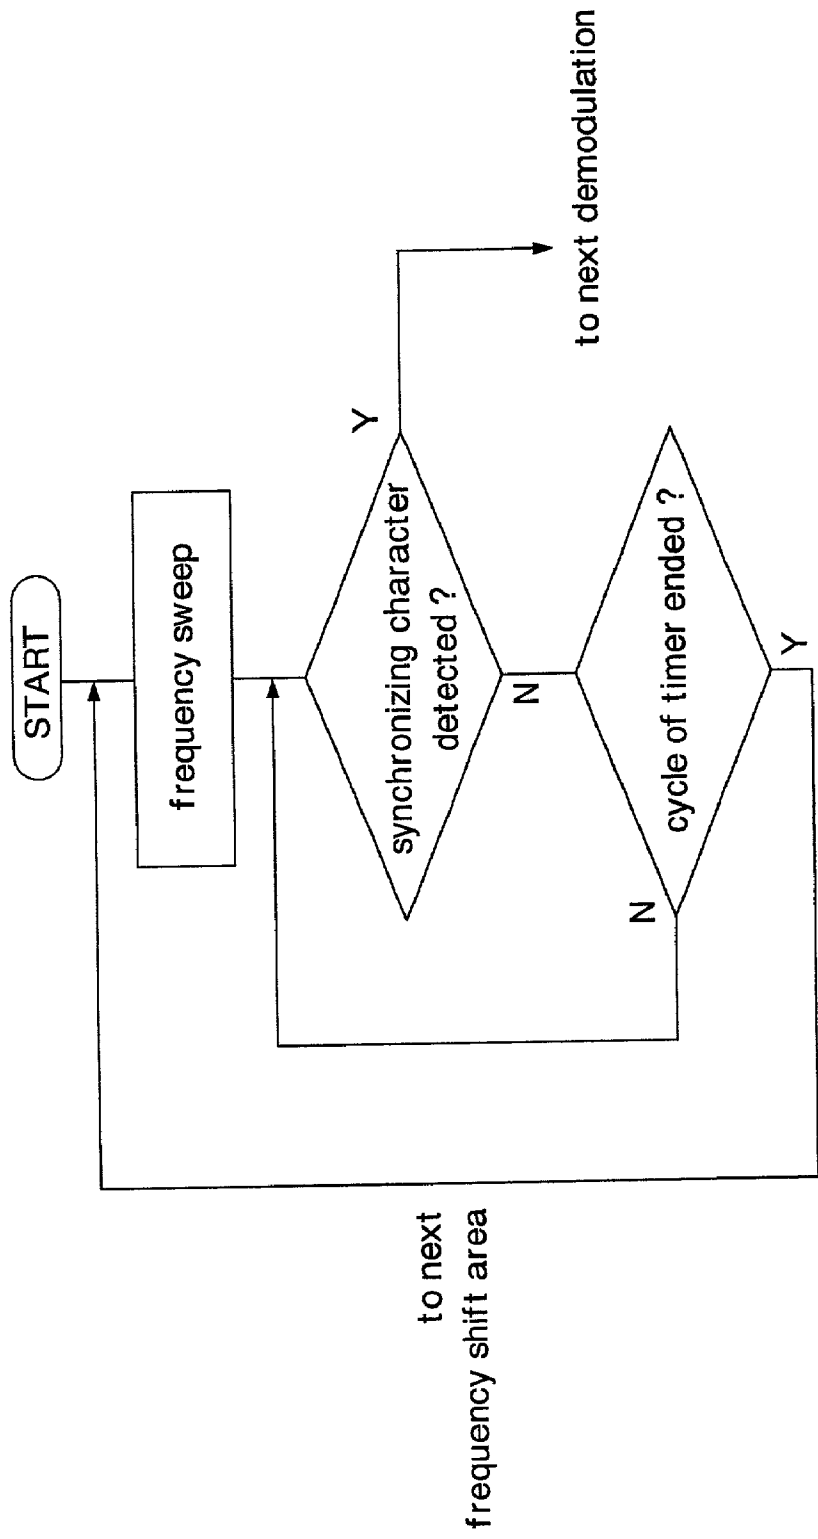 START
frequency sweep
synchronizing character
detected ?
Y
to next demodulation
N
cycle of timer ended ?
N
Y
to next
frequency shift area